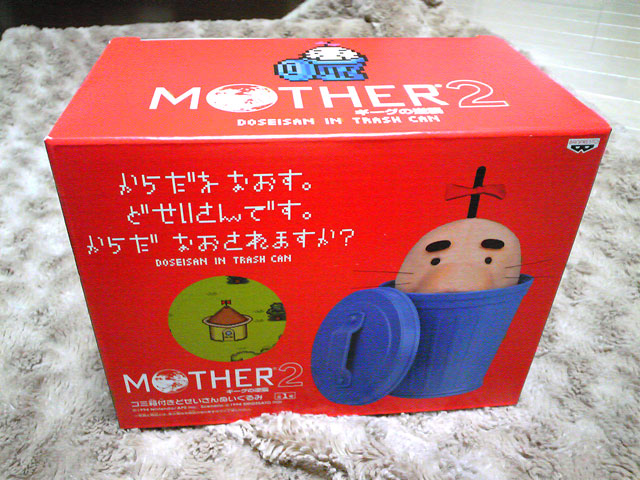 MOTHER2
ギーグの逆襲
DOSEISAN IN TRASH CAN
からだを なおす。
どせいさんです。
からだ なおされますか?
DOSEISAN IN TRASH CAN
MOTHER2
ギーグの逆襲
ゴミ箱付きどせいさんぬいぐるみ 全1種